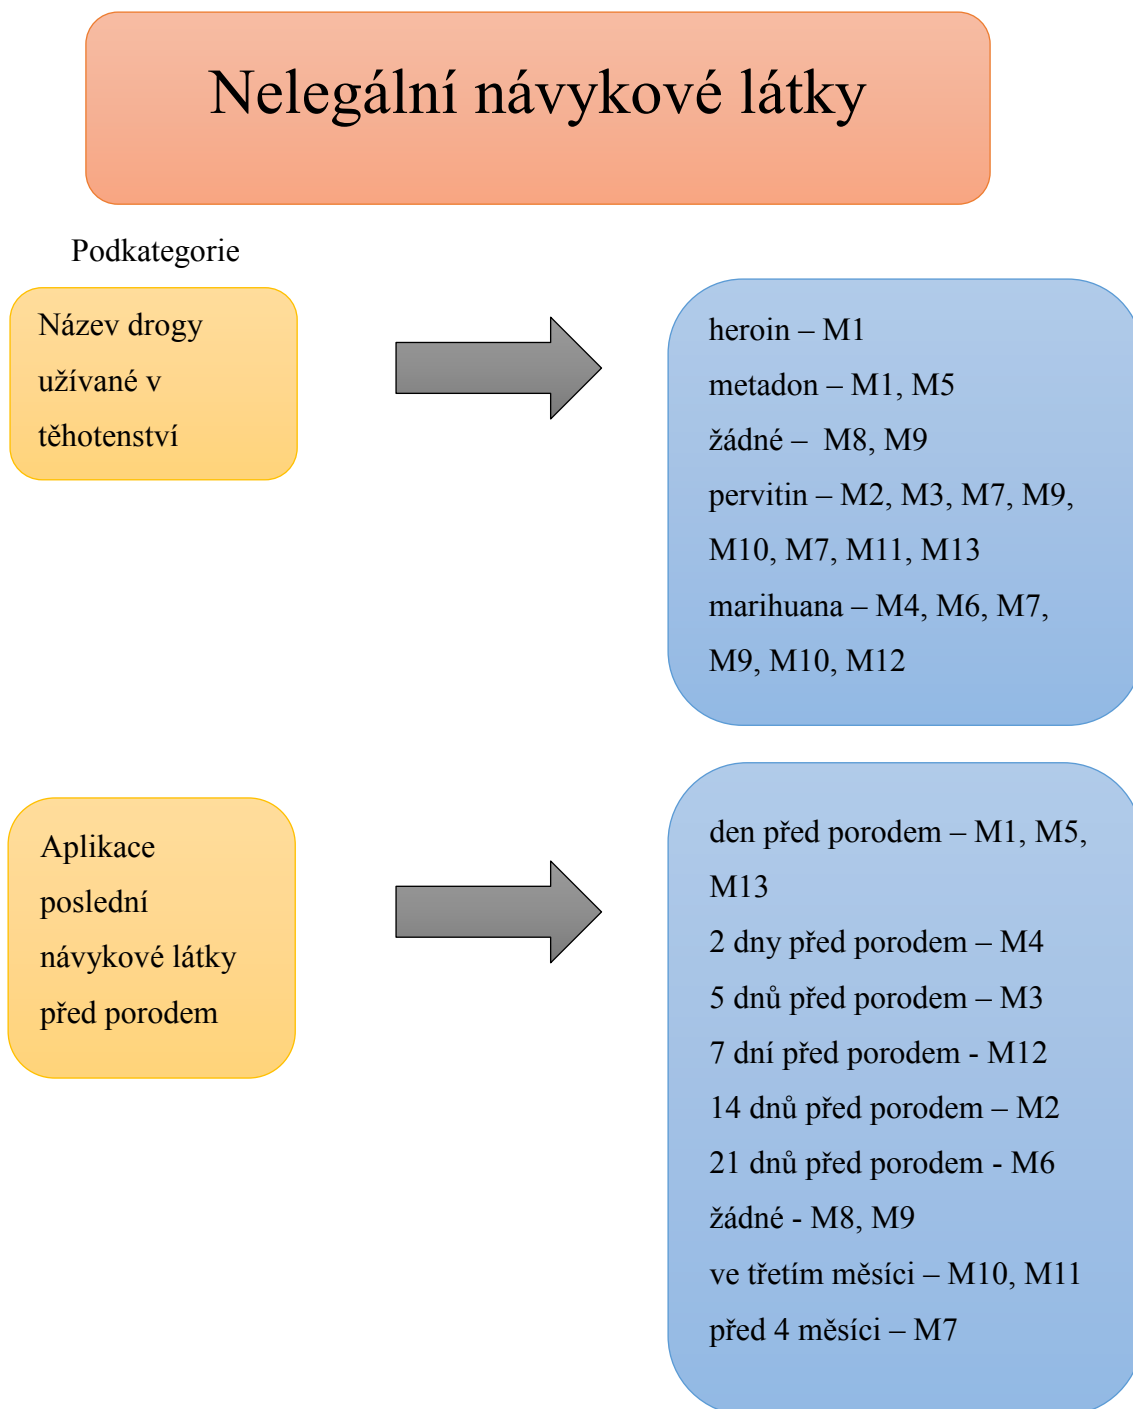 Nelegální návykové látky
Podkategorie
Název drogy
užívané v
těhotenství
heroin – M1
metadon – M1, M5
žádné –  M8, M9
pervitin – M2, M3, M7, M9,
M10, M7, M11, M13
marihuana – M4, M6, M7,
M9, M10, M12
Aplikace
poslední
návykové látky
před porodem
den před porodem – M1, M5,
M13
2 dny před porodem – M4
5 dnů před porodem – M3
7 dní před porodem - M12
14 dnů před porodem – M2
21 dnů před porodem - M6
žádné - M8, M9
ve třetím měsíci – M10, M11
před 4 měsíci – M7